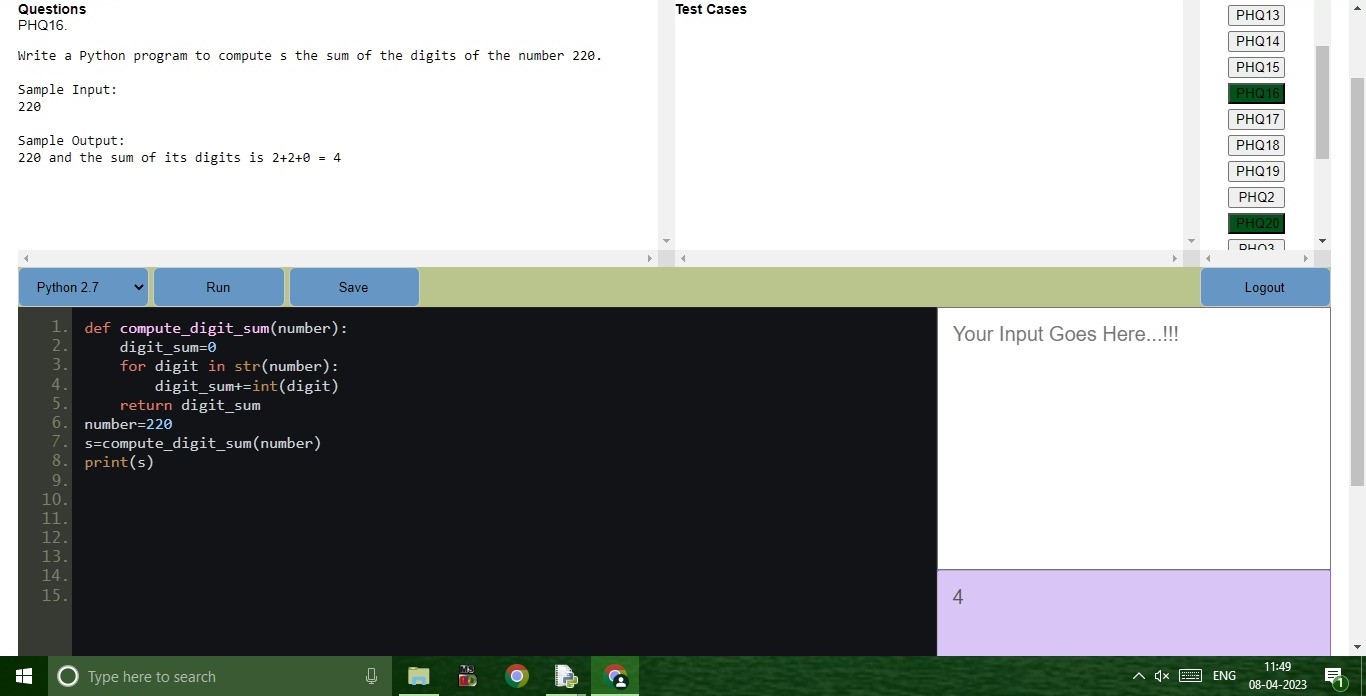 Questions
PHQ16.
Write a Python program to compute s the sum of the digits of the number 220.
Sample Input:
220
Sample Output:
220 and the sum of its digits is 2+2+0 = 4
Test Cases
PHQ13
PHQ14
PHQ15
PHQ16
PHQ17
PHQ18
PHQ19
PHQ2
PHQ20
PHQ3
Python 2.7 Run Save Logout
1. def compute_digit_sum(number):
2. digit_sum=0
3. for digit in str(number):
4. digit_sum+=int(digit)
5. return digit_sum
6. number=220
7. s=compute_digit_sum(number)
8. print(s)
9.
10.
11.
12.
13.
14.
15.
Your Input Goes Here...!!!
4
Type here to search
ENG
11:49
08-04-2023
1